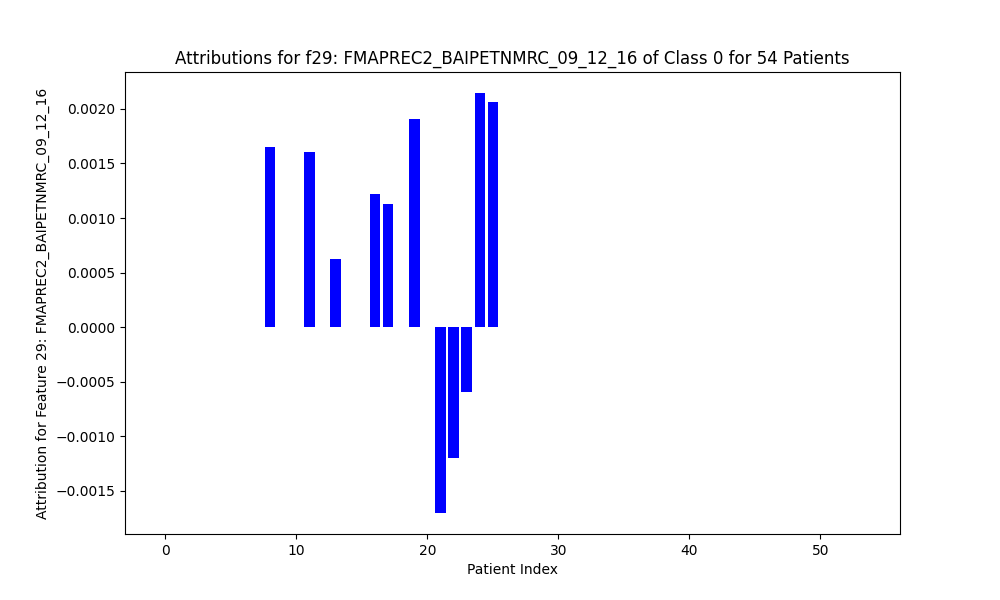 Attributions for f29: FMAPREC2_BAIPETNMRC_09_12_16 of Class 0 for 54 Patients
Attribution for Feature 29: FMAPREC2_BAIPETNMRC_09_12_16
0.0020
0.0015
0.0010
0.0005
0.0000
−0.0005
−0.0010
−0.0015
0 10 20 30 40 50
Patient Index